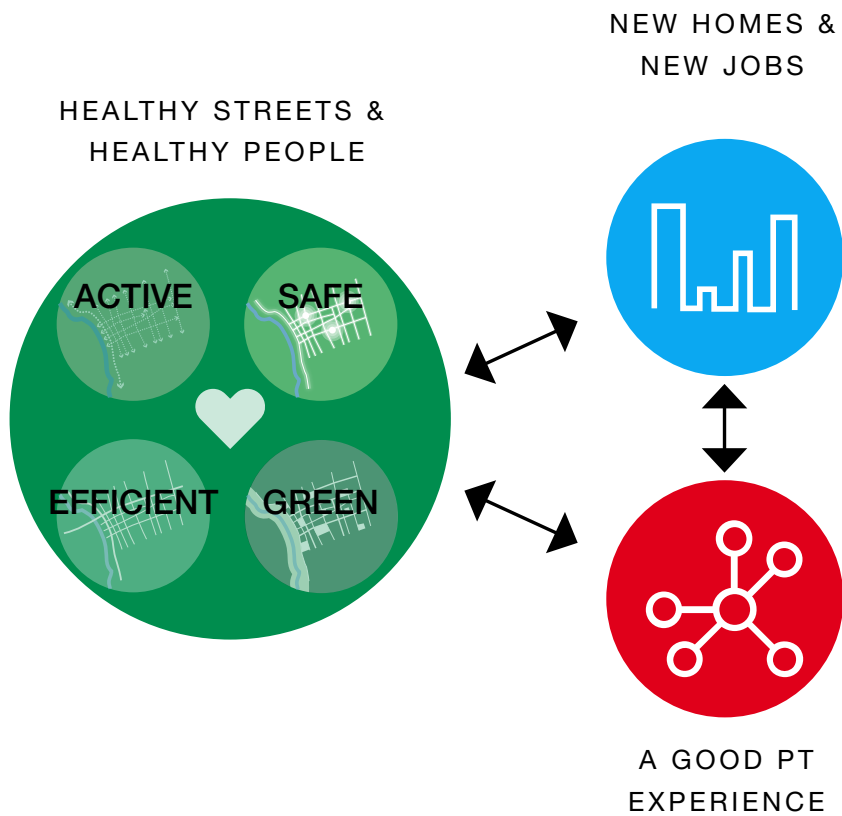 NEW HOMES &
NEW JOBS
HEALTHY STREETS &
HEALTHY PEOPLE
ACTIVE
SAFE
EFFICIENT
GREEN
A GOOD PT
EXPERIENCE